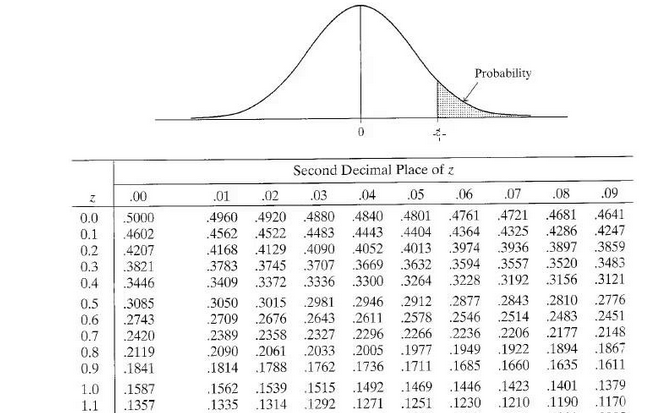 Probability
0
z
Second Decimal Place of z
z .00 .01 .02 .03 .04 .05 .06 .07 .08 .09
0.0 .5000 .4960 .4920 .4880 .4840 .4801 .4761 .4721 .4681 .4641
0.1 .4602 .4562 .4522 .4483 .4443 .4404 .4364 .4325 .4286 .4247
0.2 .4207 .4168 .4129 .4090 .4052 .4013 .3974 .3936 .3897 .3859
0.3 .3821 .3783 .3745 .3707 .3669 .3632 .3594 .3557 .3520 .3483
0.4 .3446 .3409 .3372 .3336 .3300 .3264 .3228 .3192 .3156 .3121
0.5 .3085 .3050 .3015 .2981 .2946 .2912 .2877 .2843 .2810 .2776
0.6 .2743 .2709 .2676 .2643 .2611 .2578 .2546 .2514 .2483 .2451
0.7 .2420 .2389 .2358 .2327 .2296 .2266 .2236 .2206 .2177 .2148
0.8 .2119 .2090 .2061 .2033 .2005 .1977 .1949 .1922 .1894 .1867
0.9 .1841 .1814 .1788 .1762 .1736 .1711 .1685 .1660 .1635 .1611
1.0 .1587 .1562 .1539 .1515 .1492 .1469 .1446 .1423 .1401 .1379
1.1 .1357 .1335 .1314 .1292 .1271 .1251 .1230 .1210 .1190 .1170